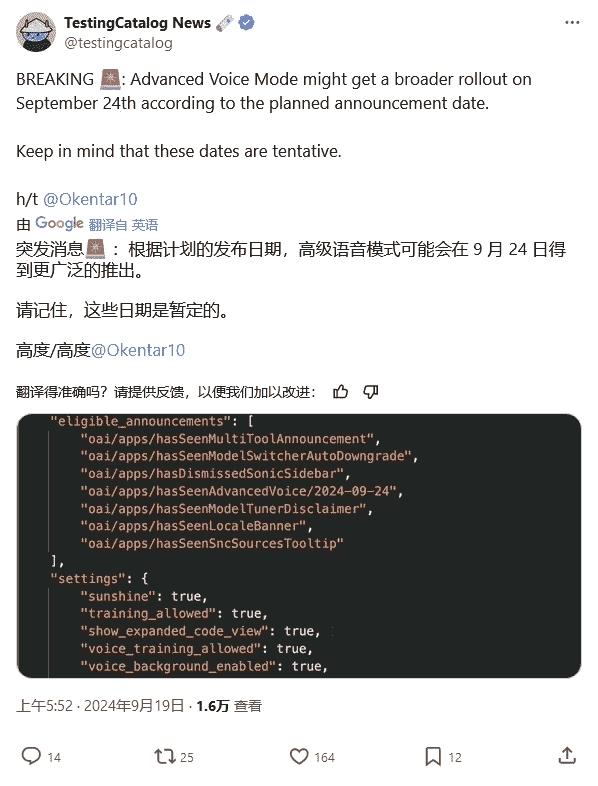 TestingCatalog News 🗞
@testingcatalog
BREAKING 🚨: Advanced Voice Mode might get a broader rollout on
September 24th according to the planned announcement date.
Keep in mind that these dates are tentative.
h/t @Okentar10
由 Google 翻译自 英语
突发消息🚨 ：根据计划的发布日期，高级语音模式可能会在 9 月 24 日得
到更广泛的推出。
请记住，这些日期是暂定的。
高度/高度@Okentar10
翻译得准确吗？请提供反馈，以便我们加以改进：
"eligible_announcements": [
"oai/apps/hasSeenMultiToolAnnouncement",
"oai/apps/hasSeenModelSwitcherAutoDowngrade",
"oai/apps/hasDismissedSonicSidebar",
"oai/apps/hasSeenAdvancedVoice/2024-09-24",
"oai/apps/hasSeenModelTunerDisclaimer",
"oai/apps/hasSeenLocaleBanner",
"oai/apps/hasSeenSncSourcesTooltip"
],
"settings": {
"sunshine": true,
"training_allowed": true,
"show_expanded_code_view": true,
"voice_training_allowed": true,
"voice_background_enabled": true,
上午5:52 · 2024年9月19日 · 1.6万 查看
14 25 164 12